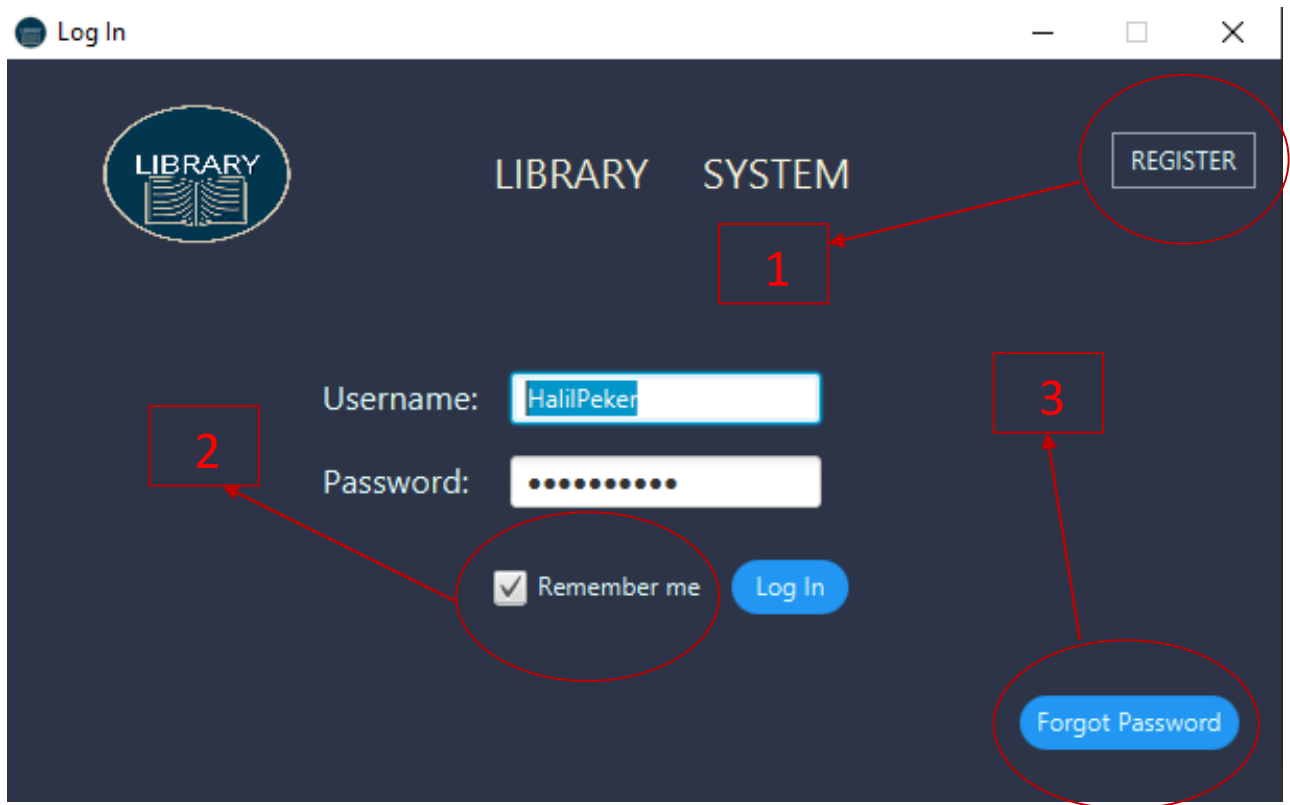 Log In
LIBRARY
LIBRARY SYSTEM
REGISTER
1
Username: HalilPeker
3
2
Password: ••••••••••
Remember me
Log In
Forgot Password